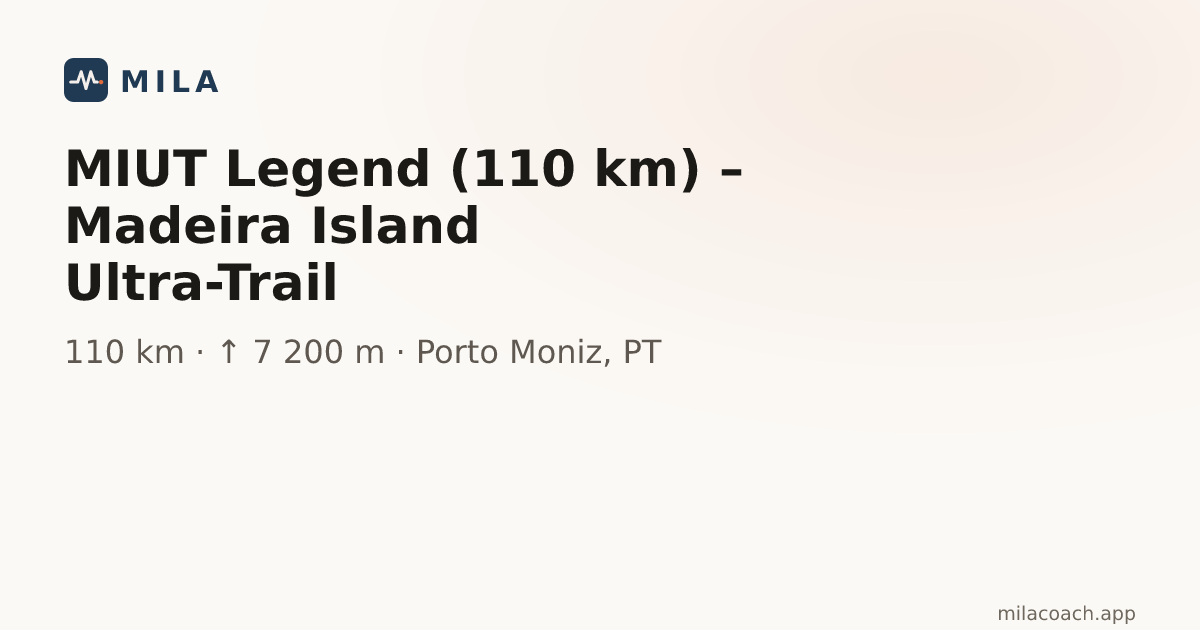 MILA
MIUT Legend (110 km) –
Madeira Island
Ultra-Trail
110 km · ↑ 7 200 m · Porto Moniz, PT
milacoach.app